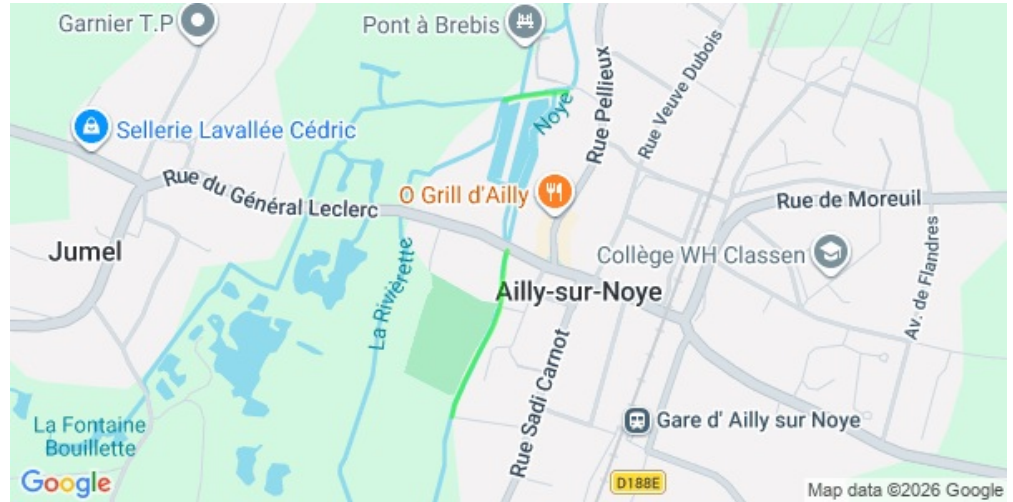 Garnier T.P
Pont à Brebis
Sellerie Lavallée Cédric
Noye
Rue Pellieux
Rue Veuve Dubois
Rue du Général Leclerc
O Grill d'Ailly
Rue de Moreuil
Jumel
La Rivièrette
Collège WH Classen
Av. de Flandres
Ailly-sur-Noye
Rue Sadi Carnot
La Fontaine
Bouillette
Gare d' Ailly sur Noye
D188E
Google
Map data ©2026 Google